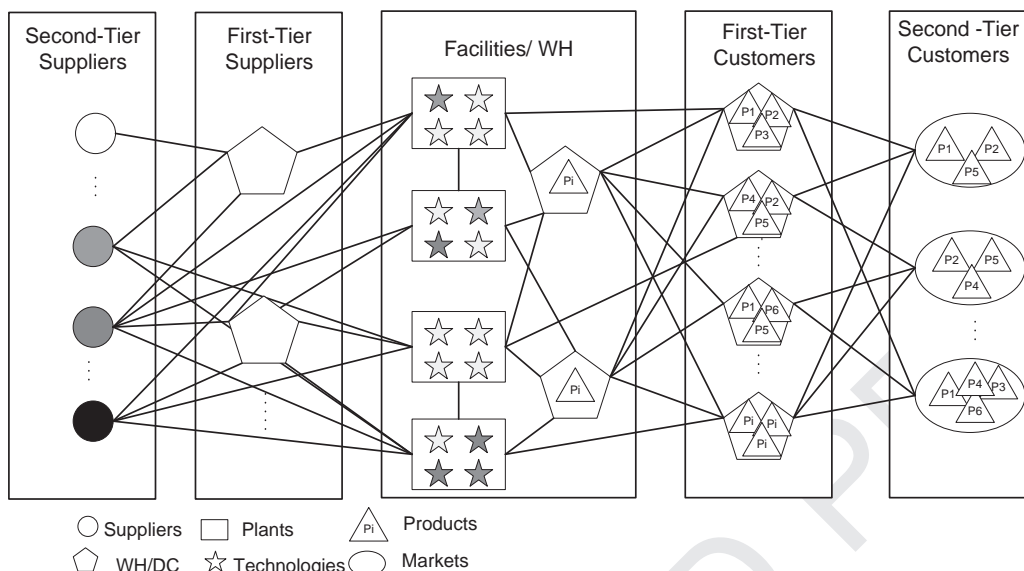 Second-Tier
Suppliers
First-Tier
Suppliers
Facilities/ WH
First-Tier
Customers
Second -Tier
Customers
P1
P2
P3
P4
P2
P5
P1
P6
P5
Pi
Pi
Pi
Pi
Pi
P1
P2
P5
P2
P5
P4
P1
P4
P3
P6
Suppliers
Plants
Pi
Products
WH/DC
Technologies
Markets